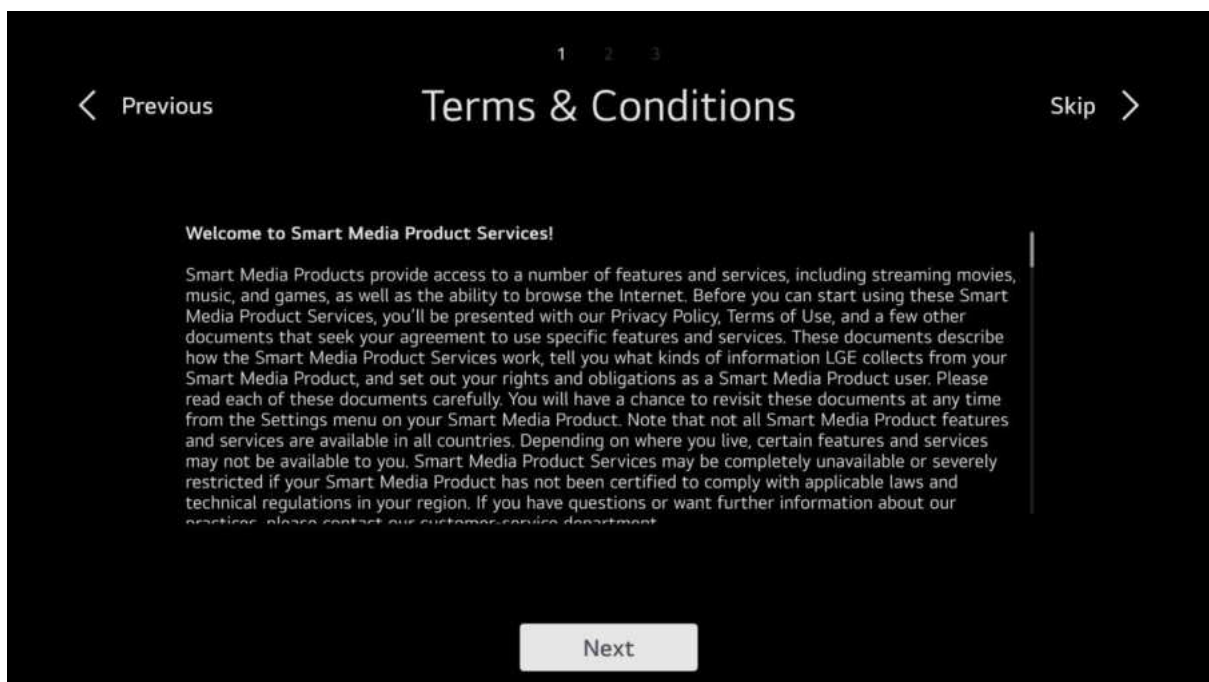 1 2 3
Previous
Terms & Conditions
Skip
Welcome to Smart Media Product Services!
Smart Media Products provide access to a number of features and services, including streaming movies,
music, and games, as well as the ability to browse the Internet. Before you can start using these Smart
Media Product Services, you'll be presented with our Privacy Policy, Terms of Use, and a few other
documents that seek your agreement to use specific features and services. These documents describe
how the Smart Media Product Services work, tell you what kinds of information LGE collects from your
Smart Media Product, and set out your rights and obligations as a Smart Media Product user. Please
read each of these documents carefully. You will have a chance to revisit these documents at any time
from the Settings menu on your Smart Media Product. Note that not all Smart Media Product features
and services are available in all countries. Depending on where you live, certain features and services
may not be available to you. Smart Media Product Services may be completely unavailable or severely
restricted if your Smart Media Product has not been certified to comply with applicable laws and
technical regulations in your region. If you have questions or want further information about our
practices, please contact our customer-service department.
Next